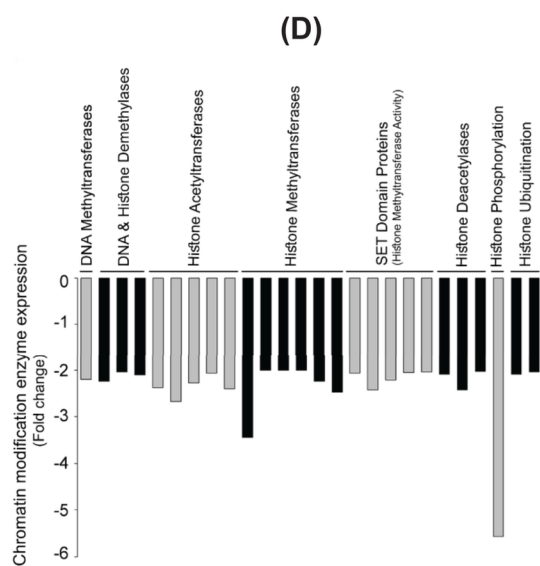 (D)
DNA Methyltransferases
DNA & Histone Demethylases
Histone Acetyltransferases
Histone Methyltransferases
SET Domain Proteins
(Histone Methyltransferase Activity)
Histone Deacetylases
Histone Phosphorylation
Histone Ubiquitination
Chromatin modification enzyme expression
(Fold change)
0
-1
-2
-3
-4
-5
-6